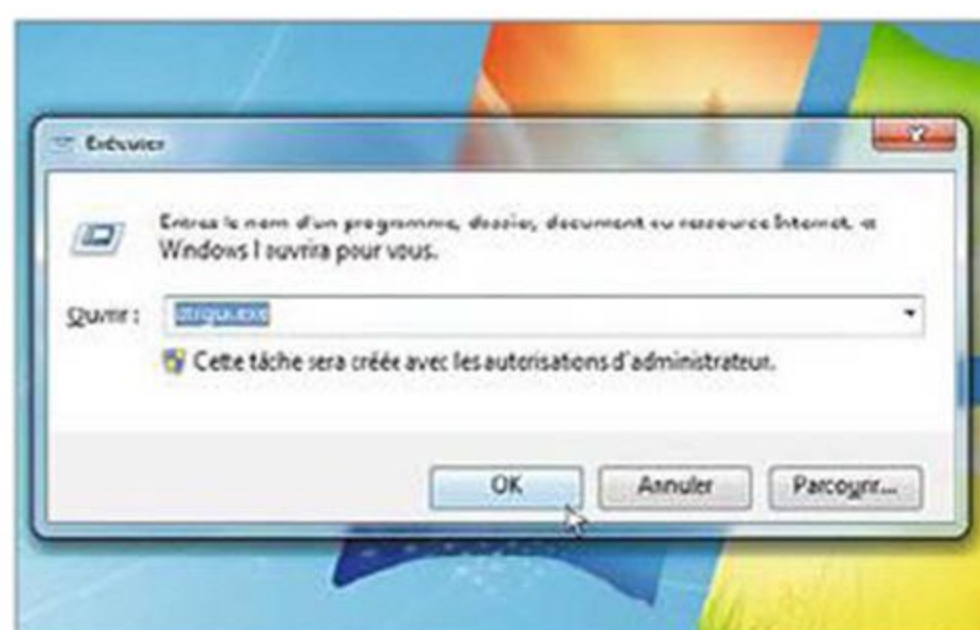 Exécuter
Entrez le nom d'un programme, dossier, document ou ressource Internet, et
Windows l'ouvrira pour vous.
Ouvrir :
Cette tâche sera créée avec les autorisations d'administrateur.
OK
Annuler
Parcourir...